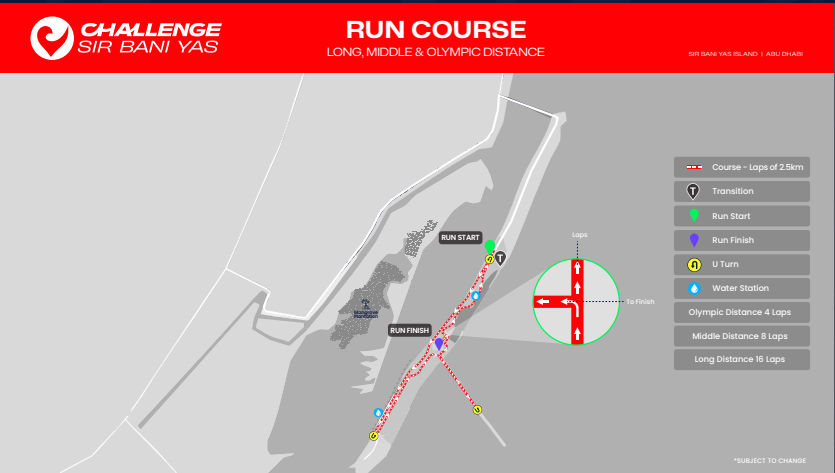 CHALLENGE
SIR BANI YAS
RUN COURSE
LONG, MIDDLE & OLYMPIC DISTANCE
SIR BANI YAS ISLAND | ABU DHABI
Course - Laps of 2.5km
T
Transition
Run Start
Run Finish
U Turn
Water Station
Olympic Distance 4 Laps
Middle Distance 8 Laps
Long Distance 16 Laps
RUN START
T
Laps
To Finish
Mangrove
Plantation
RUN FINISH
*SUBJECT TO CHANGE